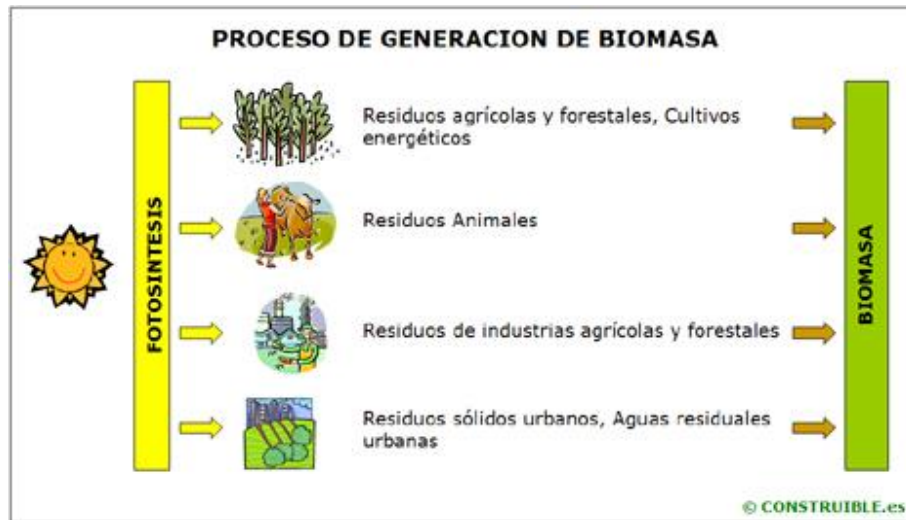 PROCESO DE GENERACION DE BIOMASA
FOTOSINTESIS
Residuos agrícolas y forestales, Cultivos
energéticos
Residuos Animales
Residuos de industrias agrícolas y forestales
Residuos sólidos urbanos, Aguas residuales
urbanas
BIOMASA
© CONSTRUIBLE.es